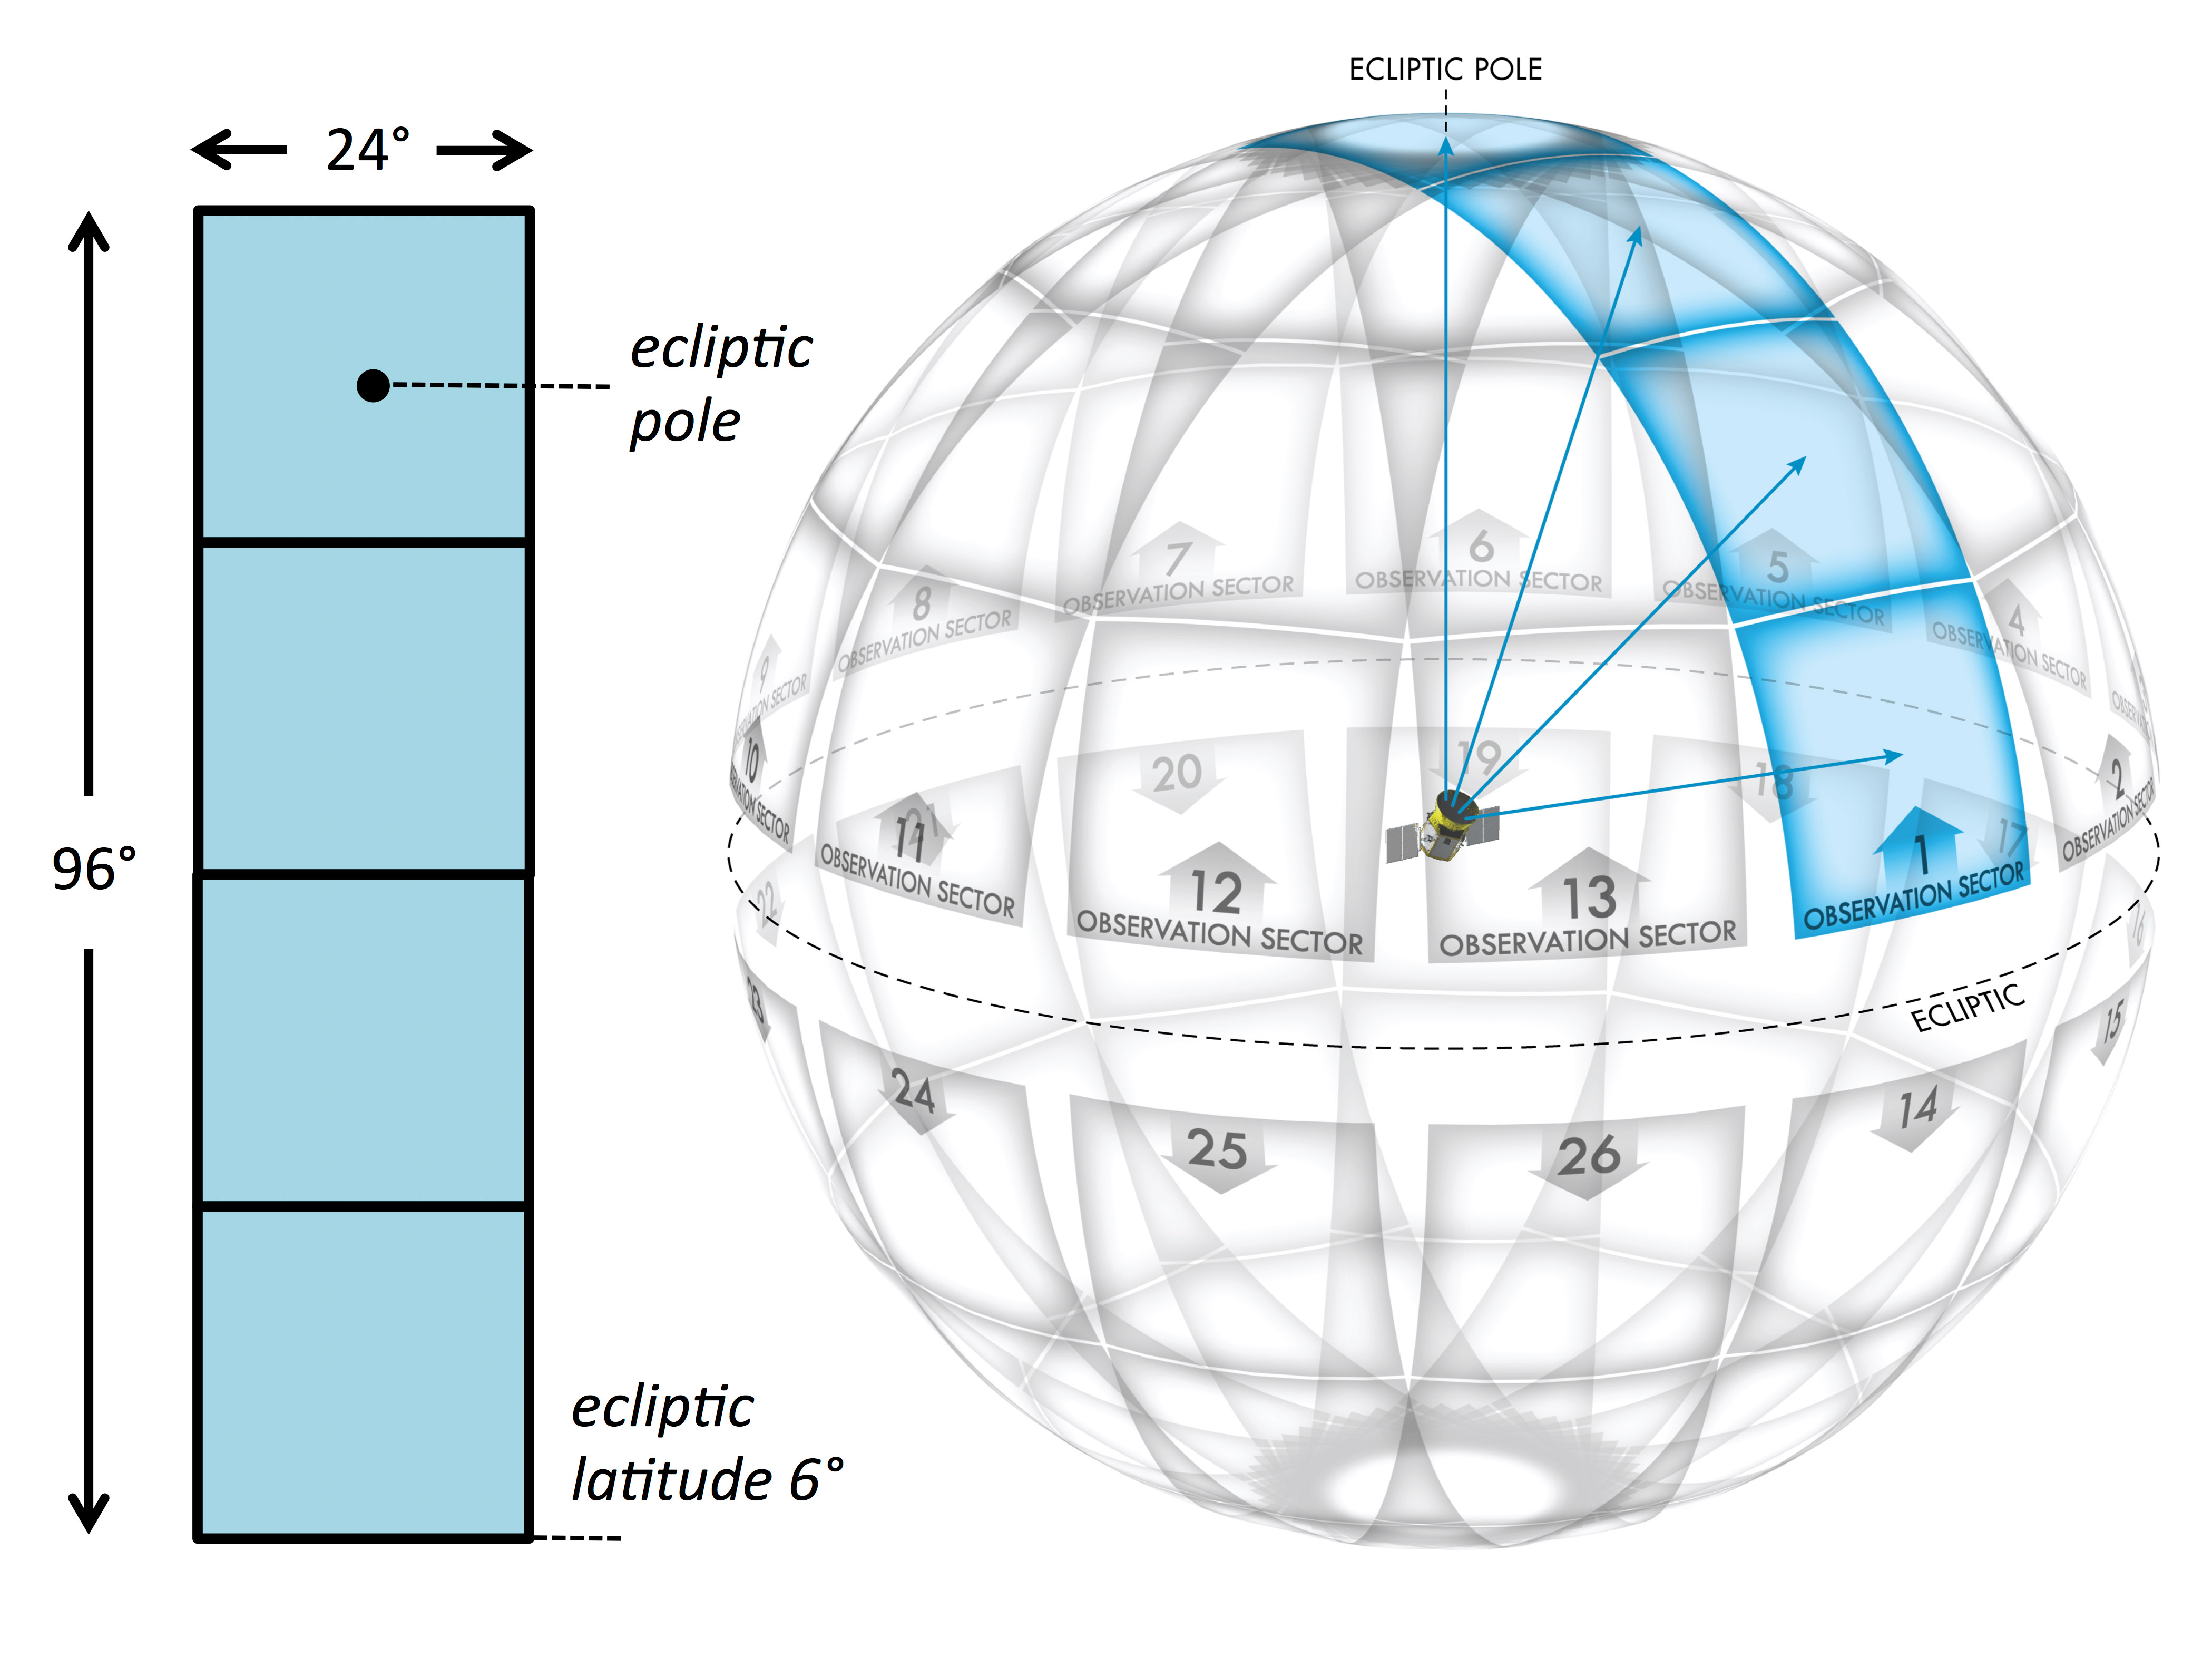 24°
96°
ecliptic
pole
ecliptic
latitude 6°
ECLIPTIC POLE
7
OBSERVATION SECTOR
6
OBSERVATION SECTOR
5
OBSERVATION SECTOR
8
OBSERVATION SECTOR
4
OBSERVATION SECTOR
9
10
OBSERVATION SECTOR
20
19
18
2
OBSERVATION SECTOR
21
11
OBSERVATION SECTOR
12
OBSERVATION SECTOR
13
OBSERVATION SECTOR
17
1
OBSERVATION SECTOR
22
16
ECLIPTIC
23
24
25
26
14
15